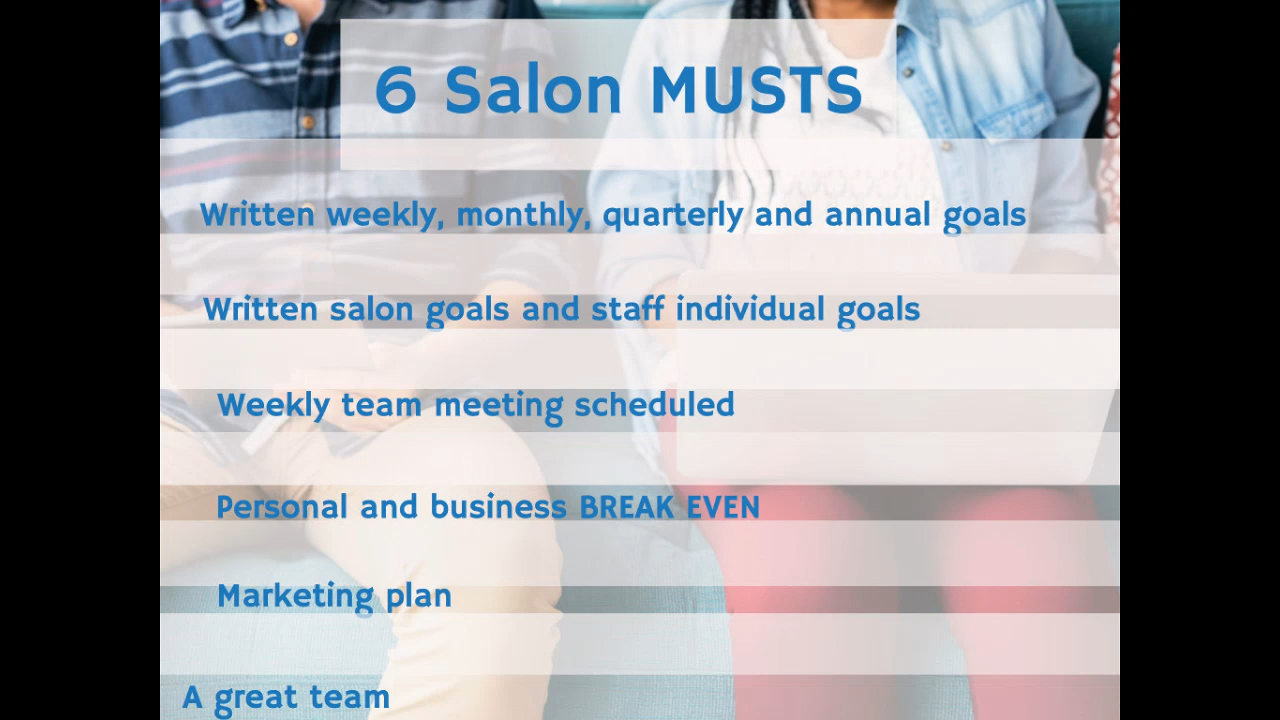 6 Salon MUSTS
Written weekly, monthly, quarterly and annual goals
Written salon goals and staff individual goals
Weekly team meeting scheduled
Personal and business BREAK EVEN
Marketing plan
A great team